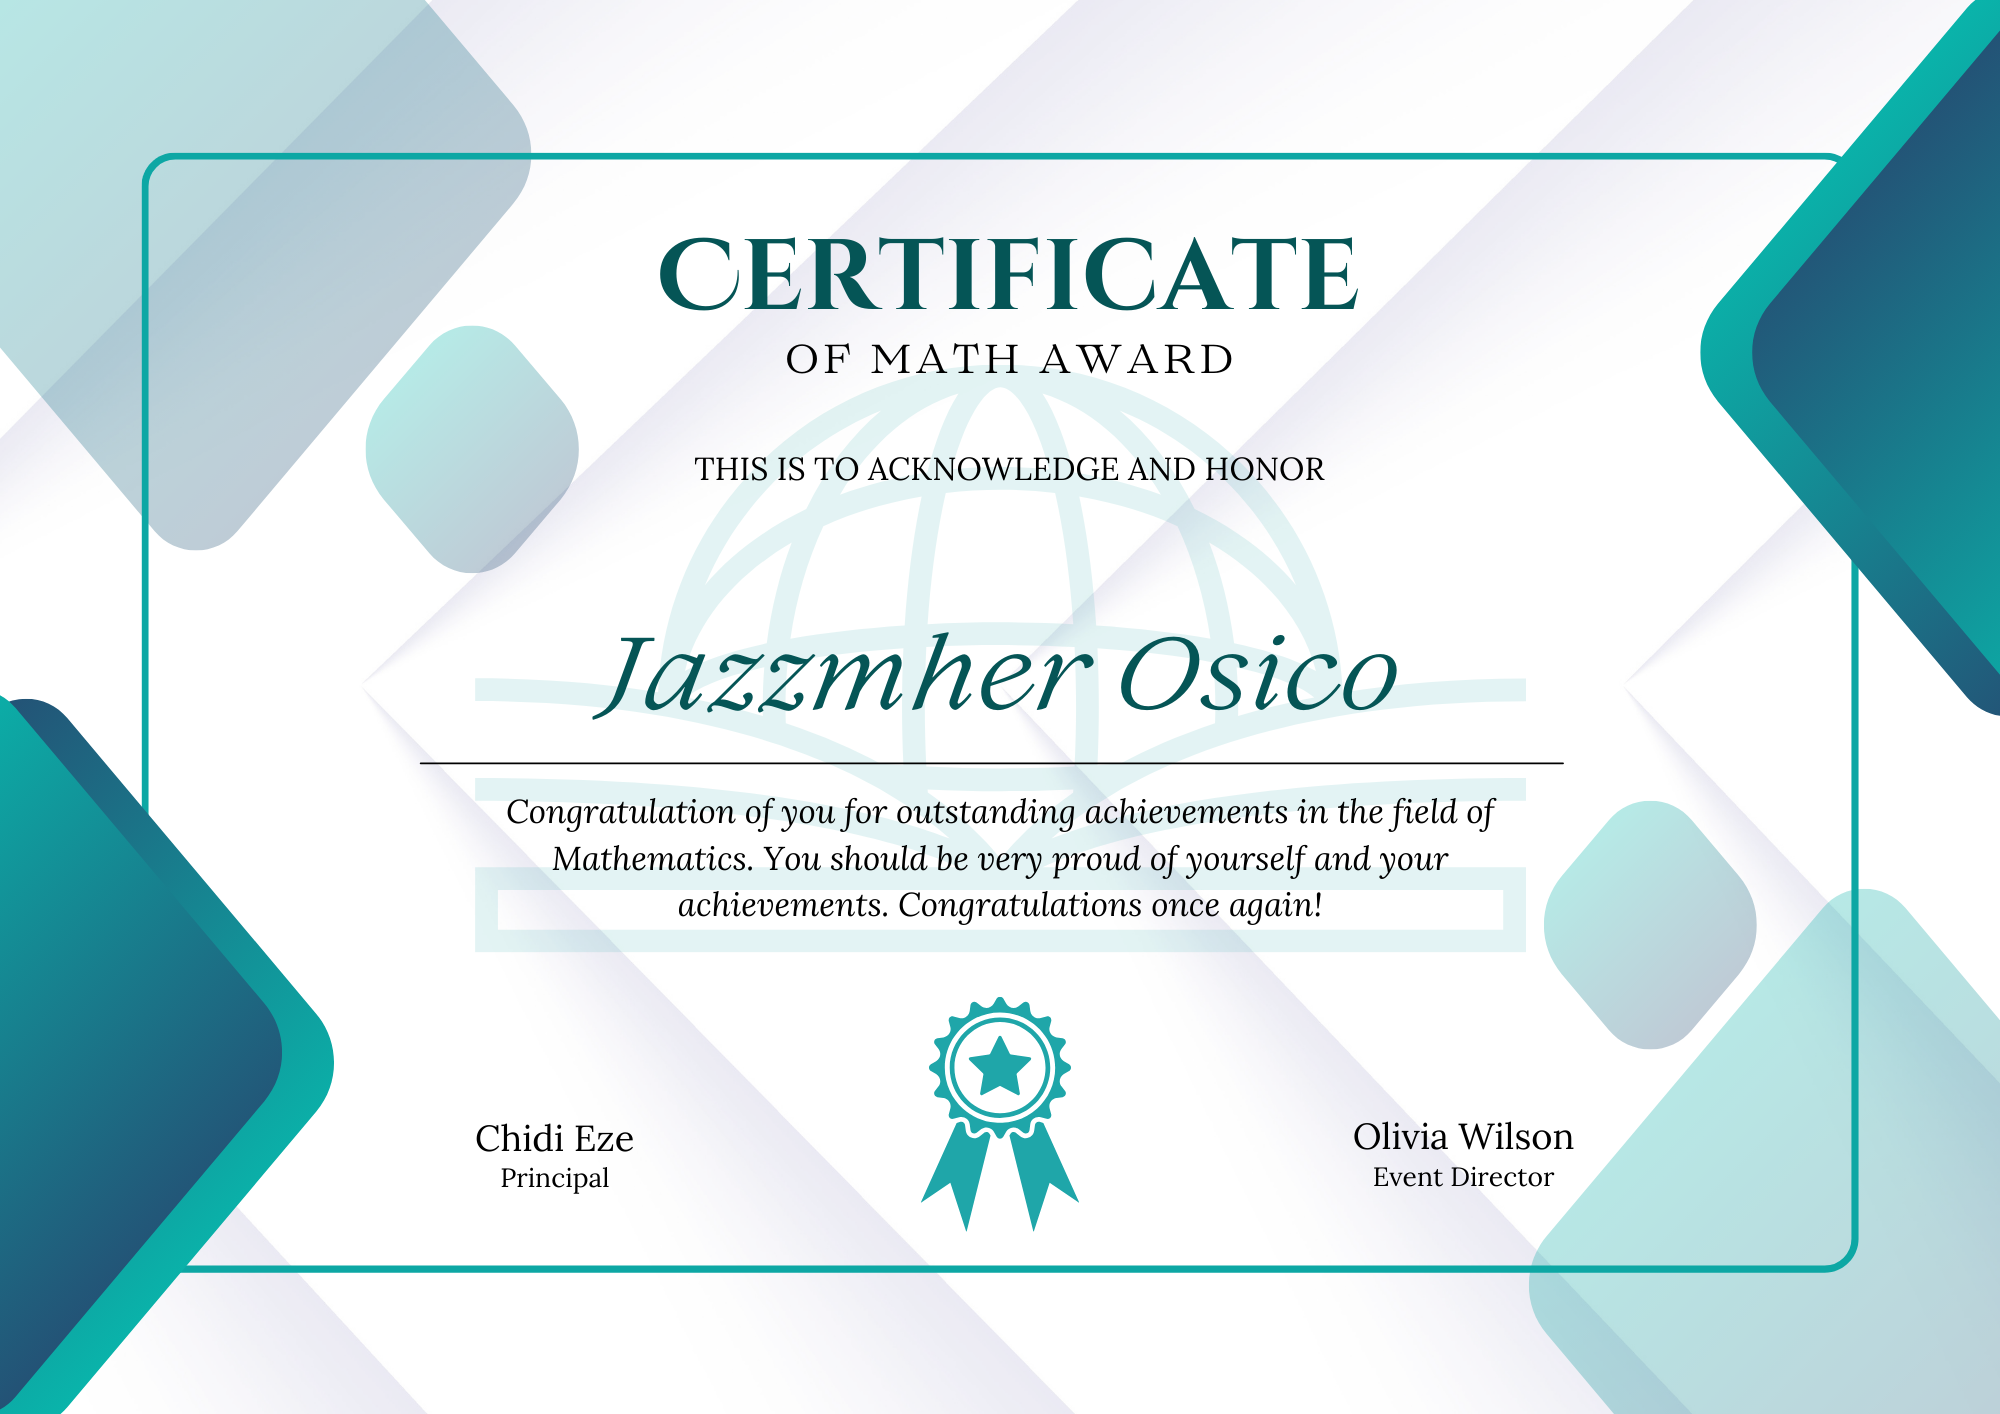 CERTIFICATE
OF MATH AWARD
THIS IS TO ACKNOWLEDGE AND HONOR
Jazzmher Osico
Congratulation of you for outstanding achievements in the field of
Mathematics. You should be very proud of yourself and your
achievements. Congratulations once again!
Chidi Eze
Principal
Olivia Wilson
Event Director